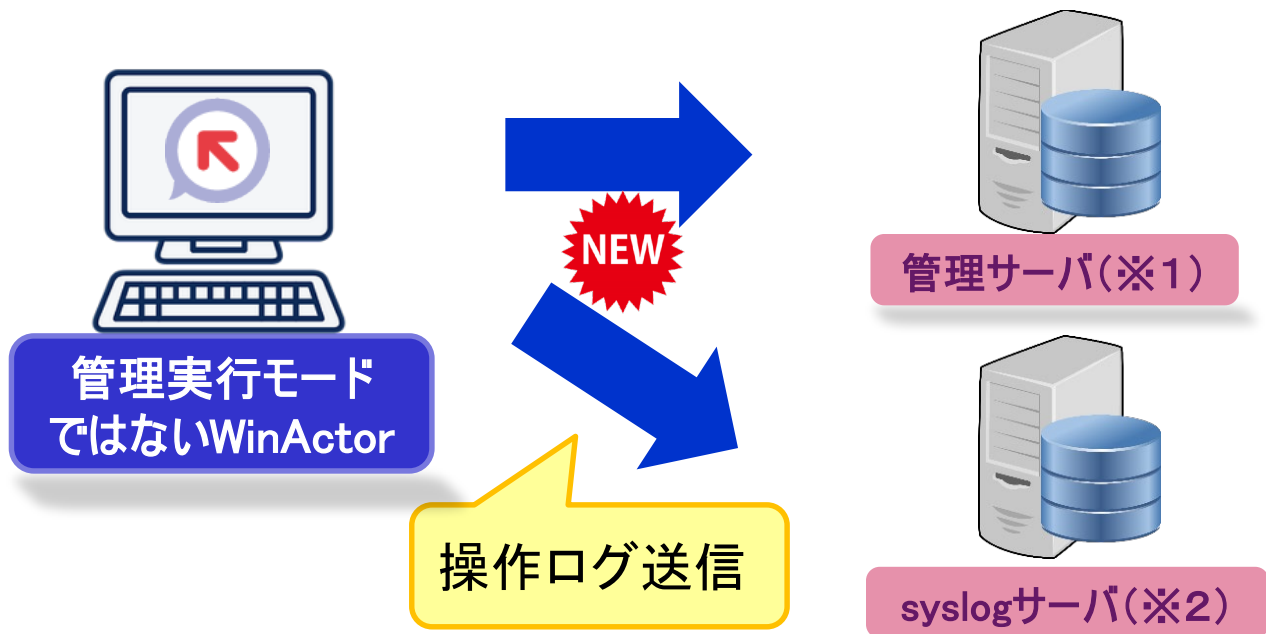 NEW
管理サーバ(※1)
管理実行モード
ではないWinActor
操作ログ送信
syslogサーバ(※2)